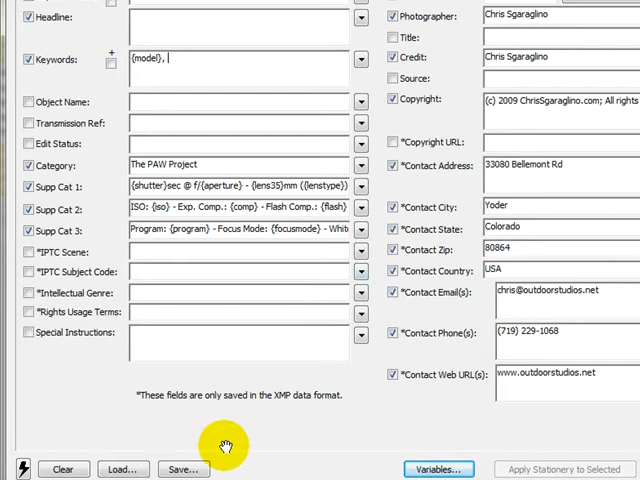 Headline:
Keywords: + {model},
Object Name:
Transmission Ref:
Edit Status:
Category: The PAW Project
Supp Cat 1: {shutter}sec @ f/{aperture} - {lens35}mm ({lenstype})
Supp Cat 2: ISO: {iso} - Exp. Comp.: {comp} - Flash Comp.: {flash}
Supp Cat 3: Program: {program} - Focus Mode: {focusmode} - Whit
*IPTC Scene:
*IPTC Subject Code:
*Intellectual Genre:
*Rights Usage Terms:
Special Instructions:
*These fields are only saved in the XMP data format.
Photographer: Chris Sgaraglino
Title:
Credit: Chris Sgaraglino
Source:
Copyright: (c) 2009 ChrisSgaraglino.com; All rights
*Copyright URL:
*Contact Address: 33080 Bellemont Rd
*Contact City: Yoder
*Contact State: Colorado
*Contact Zip: 80864
*Contact Country: USA
*Contact Email(s): chris@outdoorstudios.net
*Contact Phone(s): (719) 229-1068
*Contact Web URL(s): www.outdoorstudios.net
Clear Load... Save... Variables... Apply Stationery to Selected